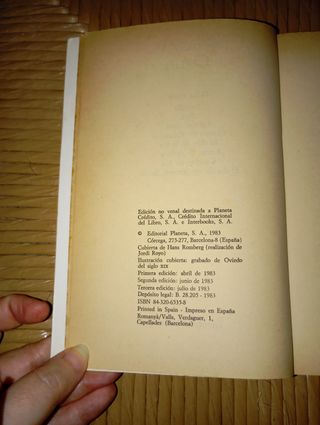 Edición no venal destinada a Planeta
Crédito, S. A., Crédito Internacional
del Libro, S. A. e Interbooks, S. A.
© Editorial Planeta, S. A., 1983
Córcega, 273-277, Barcelona-8 (España)
Cubierta de Hans Romberg (realización de
Jordi Royo)
Ilustración cubierta: grabado de Oviedo
del siglo XIX
Primera edición: abril de 1983
Segunda edición: junio de 1983
Tercera edición: julio de 1983
Depósito legal: B. 28.205 - 1983
ISBN 84-320-6535-8
Printed in Spain - Impreso en España
Romanyà/Valls, Verdaguer, 1,
Capellades (Barcelona)